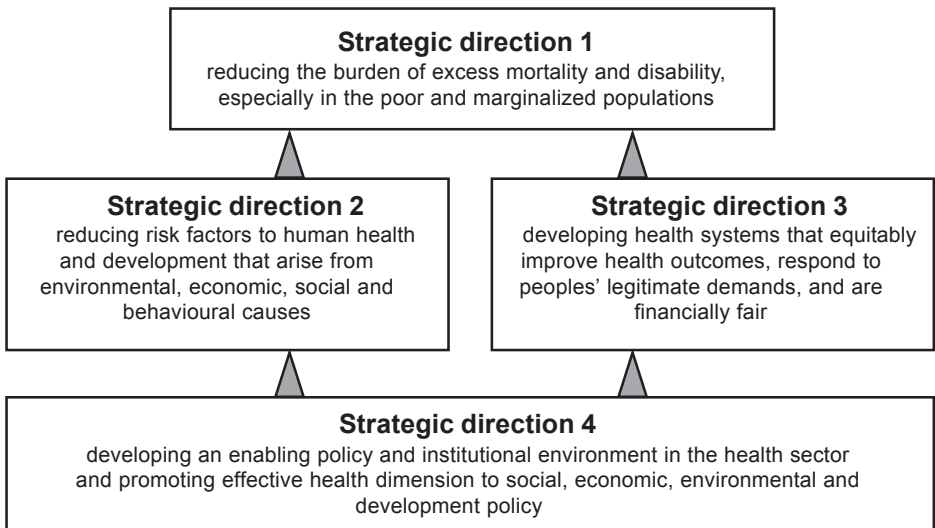 Strategic direction 1
reducing the burden of excess mortality and disability,
especially in the poor and marginalized populations
Strategic direction 2
reducing risk factors to human health
and development that arise from
environmental, economic, social and
behavioural causes
Strategic direction 3
developing health systems that equitably
improve health outcomes, respond to
peoples’ legitimate demands, and are
financially fair
Strategic direction 4
developing an enabling policy and institutional environment in the health sector
and promoting effective health dimension to social, economic, environmental and
development policy